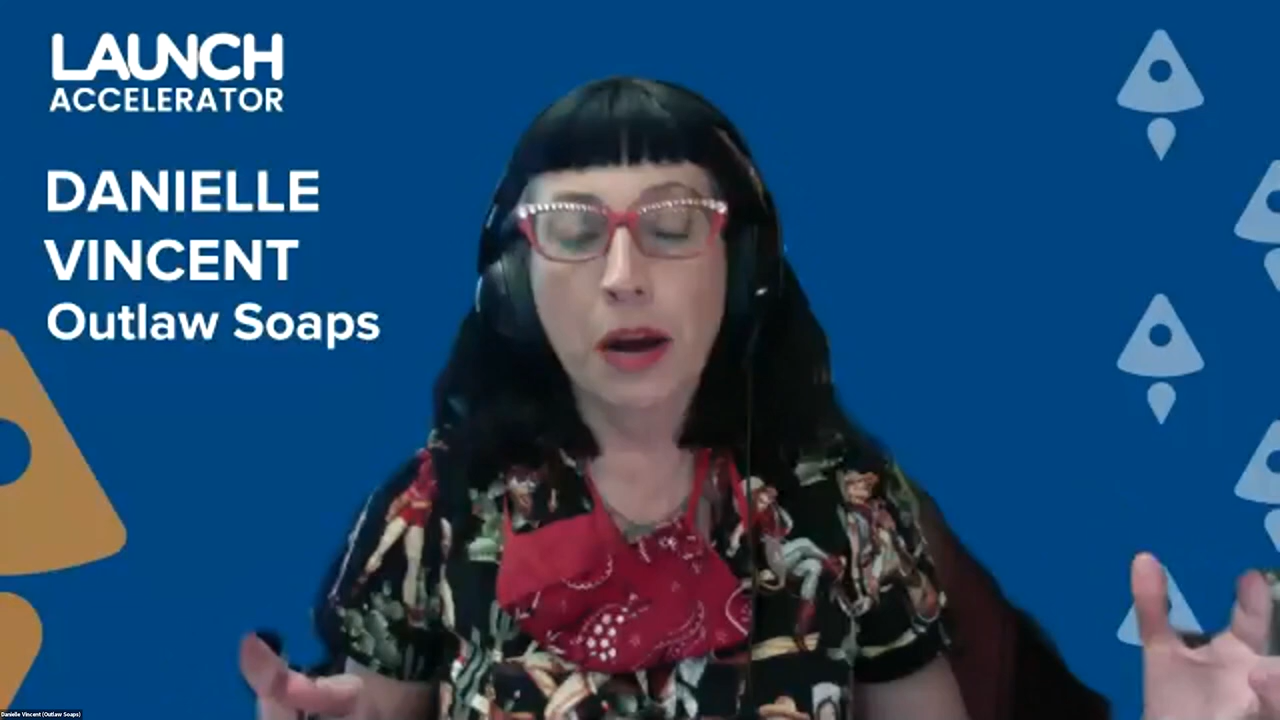 LAUNCH
ACCELERATOR
DANIELLE
VINCENT
Outlaw Soaps
Danielle Vincent (Outlaw Soaps)